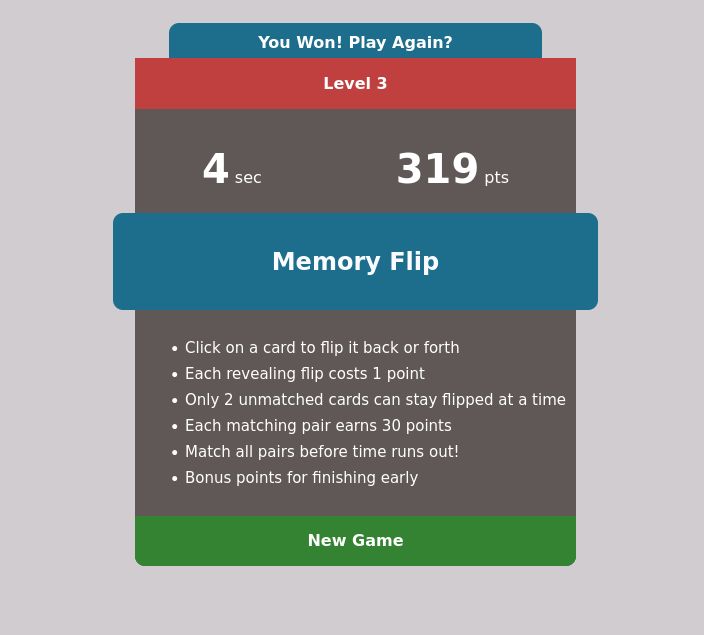 You Won! Play Again?
Level 3
4 sec 319 pts
Memory Flip
• Click on a card to flip it back or forth
• Each revealing flip costs 1 point
• Only 2 unmatched cards can stay flipped at a time
• Each matching pair earns 30 points
• Match all pairs before time runs out!
• Bonus points for finishing early
New Game